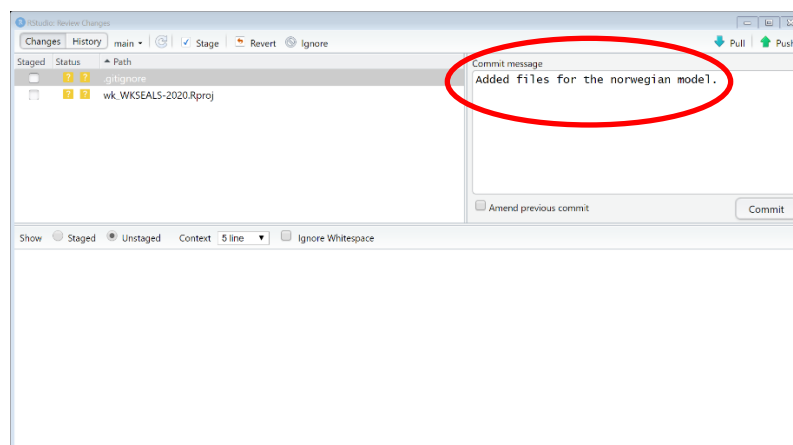 RStudio: Review Changes
Changes History main Stage Revert Ignore Pull Push
Staged Status Path
? ? .gitignore
? ? wk_WKSEALS-2020.Rproj
Commit message
Added files for the norwegian model.
Amend previous commit Commit
Show Staged Unstaged Context 5 line Ignore Whitespace